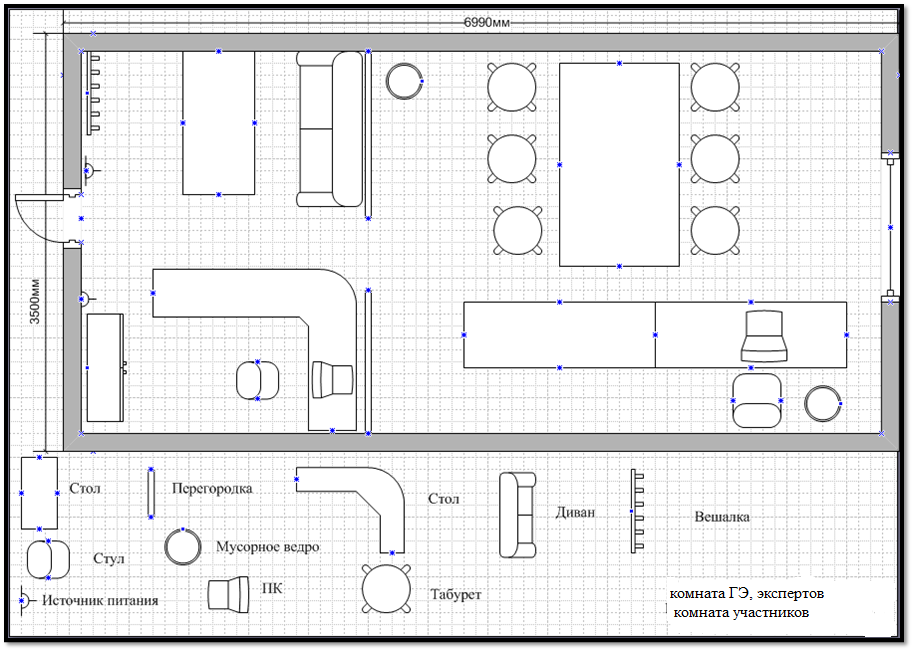 6990мм
3500мм
Стол
Перегородка
Стол
Диван
Вешалка
Стул
Мусорное ведро
ПК
Табурет
Источник питания
комната ГЭ, экспертов
комната участников